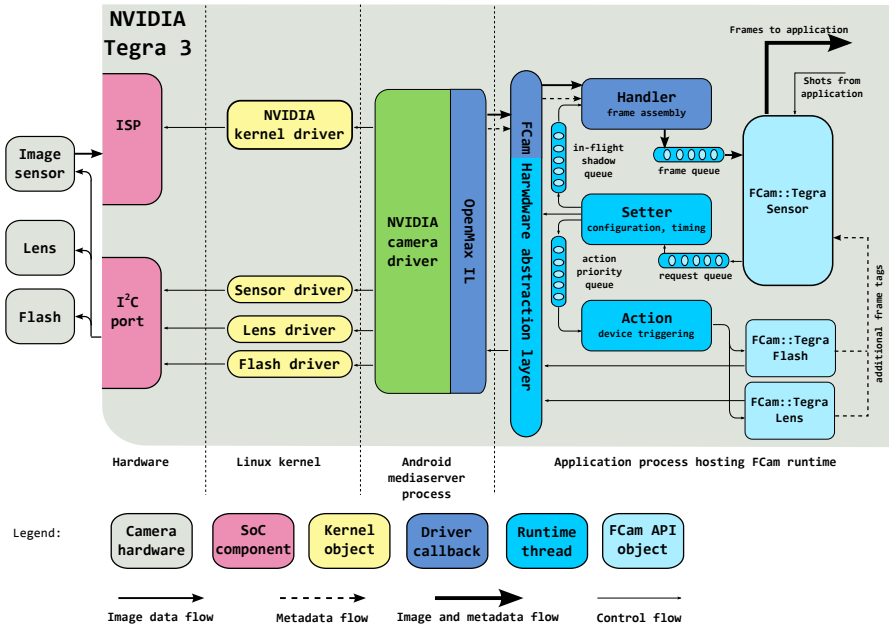 NVIDIA
Tegra 3
Frames to application
Shots from
application
ISP
NVIDIA
kernel driver
Handler
frame assembly
Image
sensor
in-flight
shadow
queue
frame queue
FCam::Tegra
Sensor
NVIDIA
camera
driver
OpenMax IL
FCam Harwdware abstraction layer
Setter
configuration, timing
Lens
action
priority
queue
request queue
Sensor driver
I²C
port
Flash
Lens driver
Action
device triggering
Flash driver
FCam::Tegra
Flash
FCam::Tegra
Lens
additional frame tags
Hardware
Linux kernel
Android
mediaserver
process
Application process hosting FCam runtime
Legend:
Camera
hardware
SoC
component
Kernel
object
Driver
callback
Runtime
thread
FCam API
object
Image data flow
Metadata flow
Image and metadata flow
Control flow